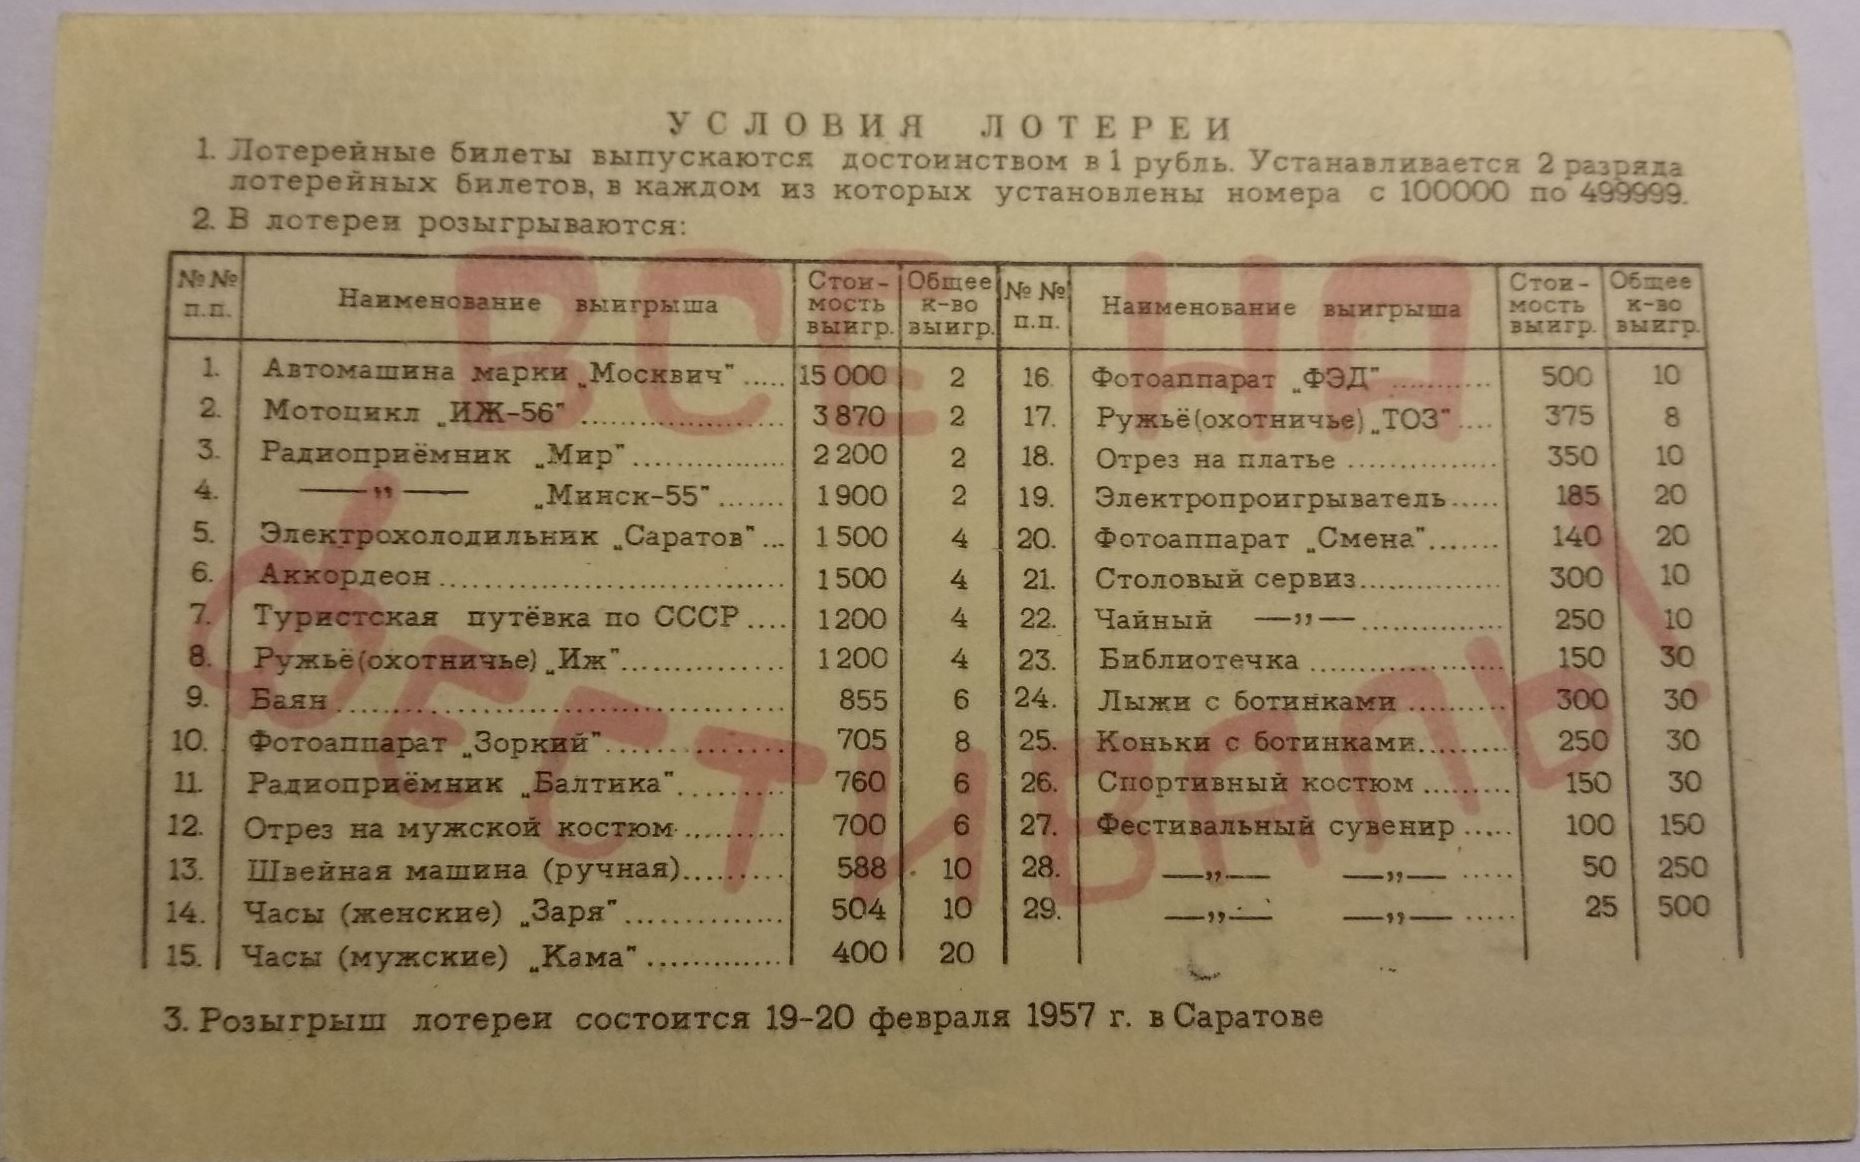 УСЛОВИЯ ЛОТЕРЕИ
1. Лотерейные билеты выпускаются достоинством в 1 рубль. Устанавливается 2 разряда
лотерейных билетов, в каждом из которых установлены номера с 100000 по 499999.
2. В лотереи розыгрываются:
№№ п.п. Наименование выигрыша Стои-мость выигр. Общее к-во выигр. №№ п.п. Наименование выигрыша Стои-мость выигр. Общее к-во выигр.
1. Автомашина марки „Москвич" ..... 15 000 2 16. Фотоаппарат „ФЭД" ........... 500 10
2. Мотоцикл „ИЖ-56" .................... 3 870 2 17. Ружьё (охотничье) „ТОЗ" .... 375 8
3. Радиоприёмник „Мир" ............... 2 200 2 18. Отрез на платье .............. 350 10
4. —„— „Минск-55" ....... 1 900 2 19. Электропроигрыватель ..... 185 20
5. Электрохолодильник „Саратов" ... 1 500 4 20. Фотоаппарат „Смена" ....... 140 20
6. Аккордеон .................................. 1 500 4 21. Столовый сервиз .............. 300 10
7. Туристская путёвка по СССР .... 1 200 4 22. Чайный —„— .............. 250 10
8. Ружьё (охотничье) „Иж" ................ 1 200 4 23. Библиотечка ................... 150 30
9. Баян ............................................ 855 6 24. Лыжи с ботинками .......... 300 30
10. Фотоаппарат „Зоркий" .................. 705 8 25. Коньки с ботинками ......... 250 30
11. Радиоприёмник „Балтика" .......... 760 6 26. Спортивный костюм ......... 150 30
12. Отрез на мужской костюм .......... 700 6 27. Фестивальный сувенир ..... 100 150
13. Швейная машина (ручная) ......... 588 10 28. —„— —„— ..... 50 250
14. Часы (женские) „Заря" ............... 504 10 29. —„— —„— ..... 25 500
15. Часы (мужские) „Кама" ............. 400 20
3. Розыгрыш лотереи состоится 19-20 февраля 1957 г. в Саратове
ВСЕ НА
ФЕСТИВАЛЬ!